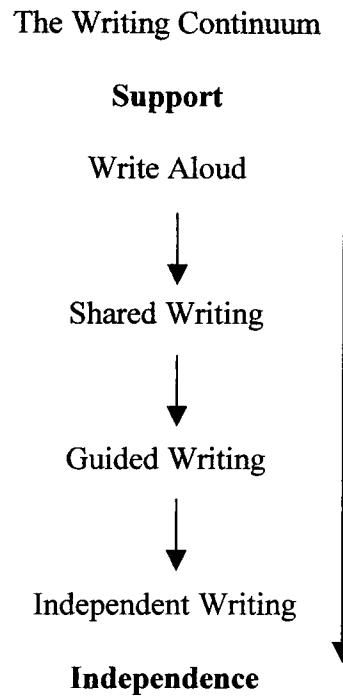 The Writing Continuum
Support
Write Aloud
Shared Writing
Guided Writing
Independent Writing
Independence